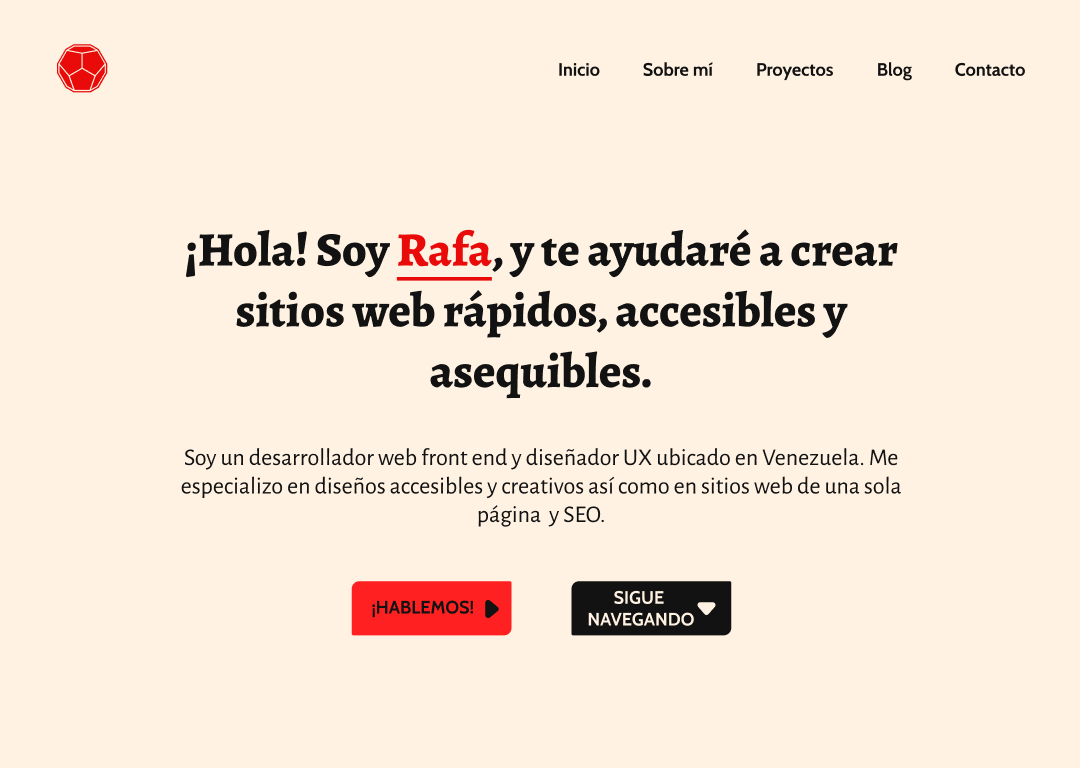 Inicio
Sobre mí
Proyectos
Blog
Contacto
¡Hola! Soy Rafa, y te ayudaré a crear
sitios web rápidos, accesibles y
asequibles.
Soy un desarrollador web front end y diseñador UX ubicado en Venezuela. Me
especializo en diseños accesibles y creativos así como en sitios web de una sola
página  y SEO.
¡HABLEMOS!
SIGUE
NAVEGANDO